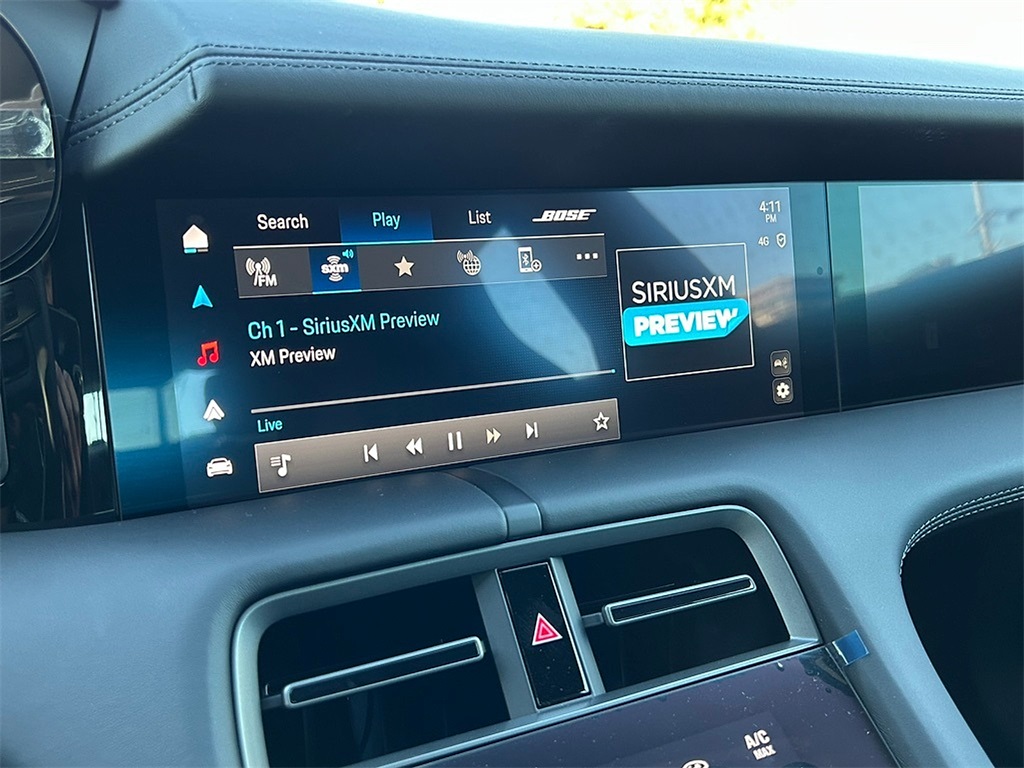 Search Play List BOSE
4:11
PM
4G
FM
sxm
SIRIUSXM
PREVIEW
Ch 1 - SiriusXM Preview
XM Preview
Live
A/C
MAX